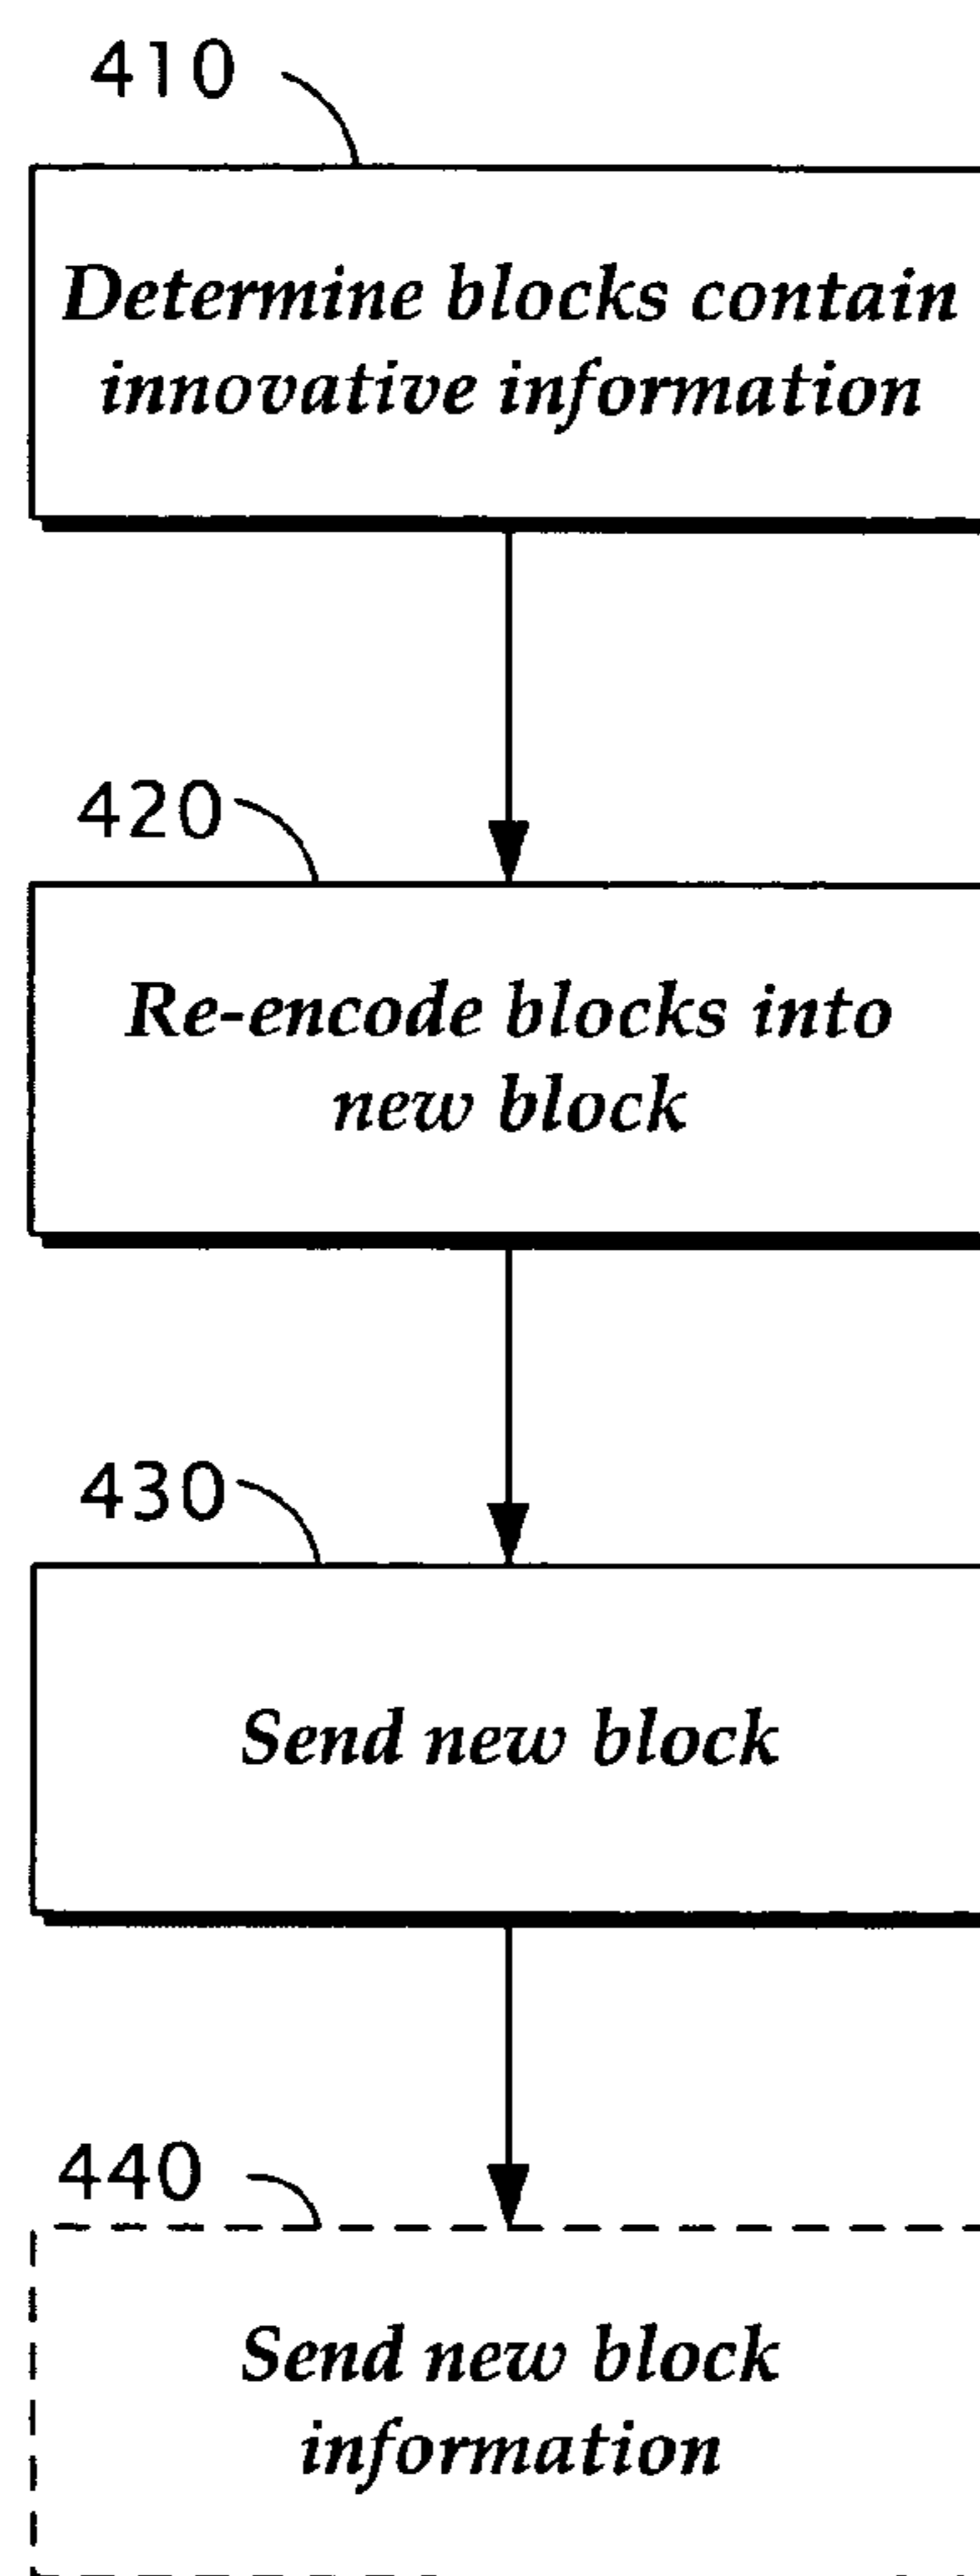 410
Determine blocks contain
innovative information
420
Re-encode blocks into
new block
430
Send new block
440
Send new block
information